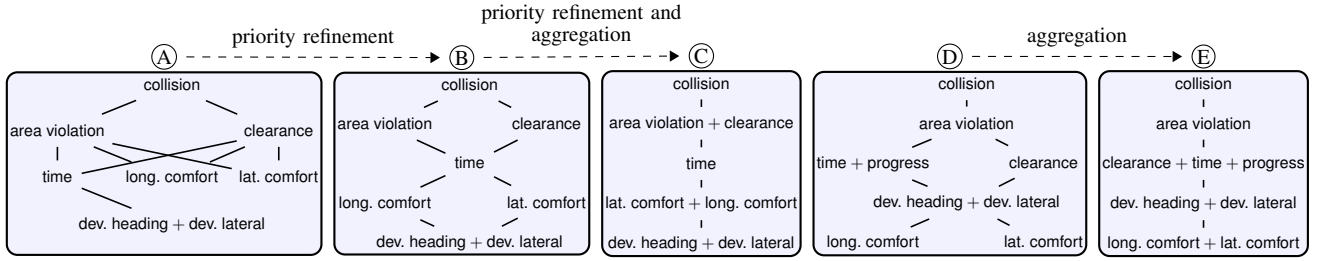 priority refinement
priority refinement and
aggregation
aggregation
A
B
C
D
E
collision
area violation clearance
time long. comfort lat. comfort
dev. heading + dev. lateral
collision
area violation clearance
time
long. comfort lat. comfort
dev. heading + dev. lateral
collision
area violation + clearance
time
lat. comfort + long. comfort
dev. heading + dev. lateral
collision
area violation
time + progress clearance
dev. heading + dev. lateral
long. comfort lat. comfort
collision
area violation
clearance + time + progress
dev. heading + dev. lateral
long. comfort + lat. comfort